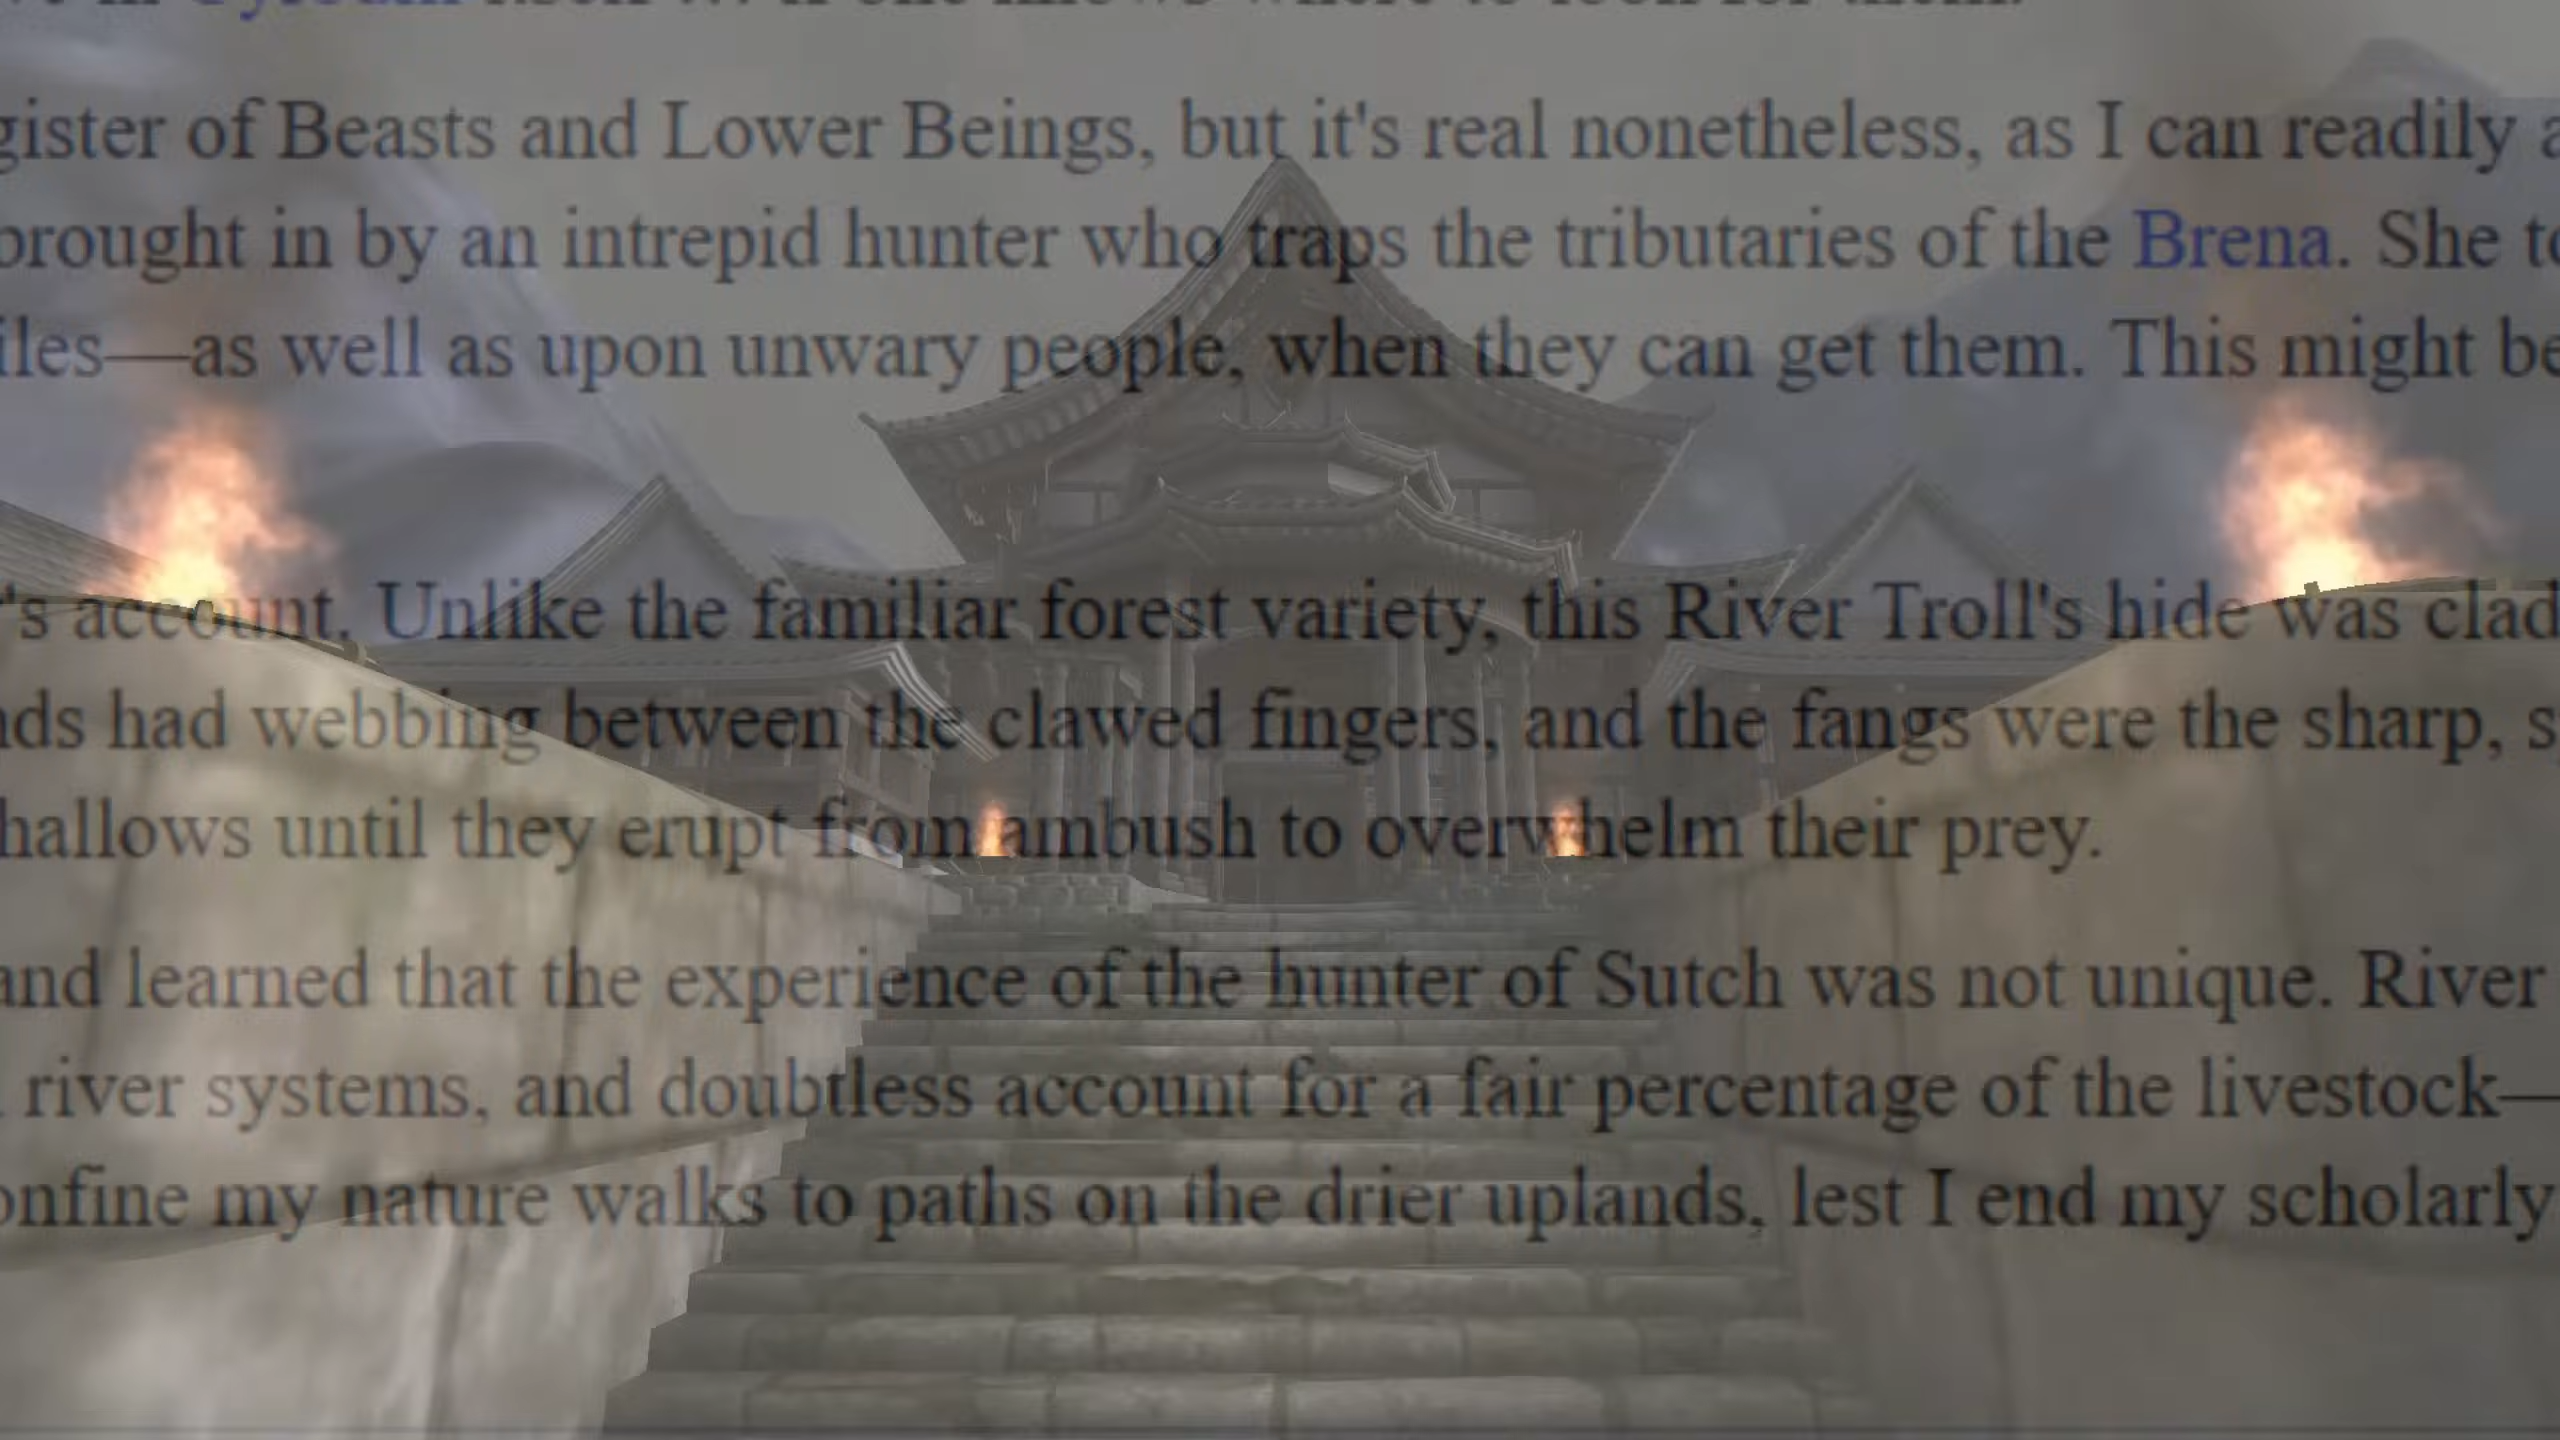 in Cyrodiil itself
gister of Beasts and Lower Beings, but it's real nonetheless, as I can readily a
brought in by an intrepid hunter who traps the tributaries of the Brena. She to
iles—as well as upon unwary people, when they can get them. This might be
's account. Unlike the familiar forest variety, this River Troll's hide was clad
nds had webbing between the clawed fingers, and the fangs were the sharp, s
hallows until they erupt from ambush to overwhelm their prey.
and learned that the experience of the hunter of Sutch was not unique. River
river systems, and doubtless account for a fair percentage of the livestock—
onfine my nature walks to paths on the drier uplands, lest I end my scholarly